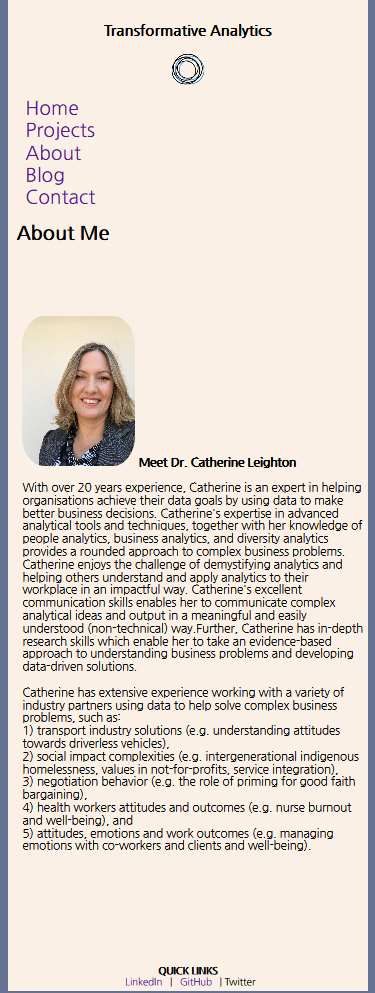 Transformative Analytics
Home
Projects
About
Blog
Contact
About Me
Meet Dr. Catherine Leighton
With over 20 years experience, Catherine is an expert in helping
organisations achieve their data goals by using data to make
better business decisions. Catherine's expertise in advanced
analytical tools and techniques, together with her knowledge of
people analytics, business analytics, and diversity analytics
provides a rounded approach to complex business problems.
Catherine enjoys the challenge of demystifying analytics and
helping others understand and apply analytics to their
workplace in an impactful way. Catherine's excellent
communication skills enables her to communicate complex
analytical ideas and output in a meaningful and easily
understood (non-technical) way.Further, Catherine has in-depth
research skills which enable her to take an evidence-based
approach to understanding business problems and developing
data-driven solutions.
Catherine has extensive experience working with a variety of
industry partners using data to help solve complex business
problems, such as:
1) transport industry solutions (e.g. understanding attitudes
towards driverless vehicles),
2) social impact complexities (e.g. intergenerational indigenous
homelessness, values in not-for-profits, service integration),
3) negotiation behavior (e.g. the role of priming for good faith
bargaining),
4) health workers attitudes and outcomes (e.g. nurse burnout
and well-being), and
5) attitudes, emotions and work outcomes (e.g. managing
emotions with co-workers and clients and well-being).
QUICK LINKS
LinkedIn | GitHub | Twitter